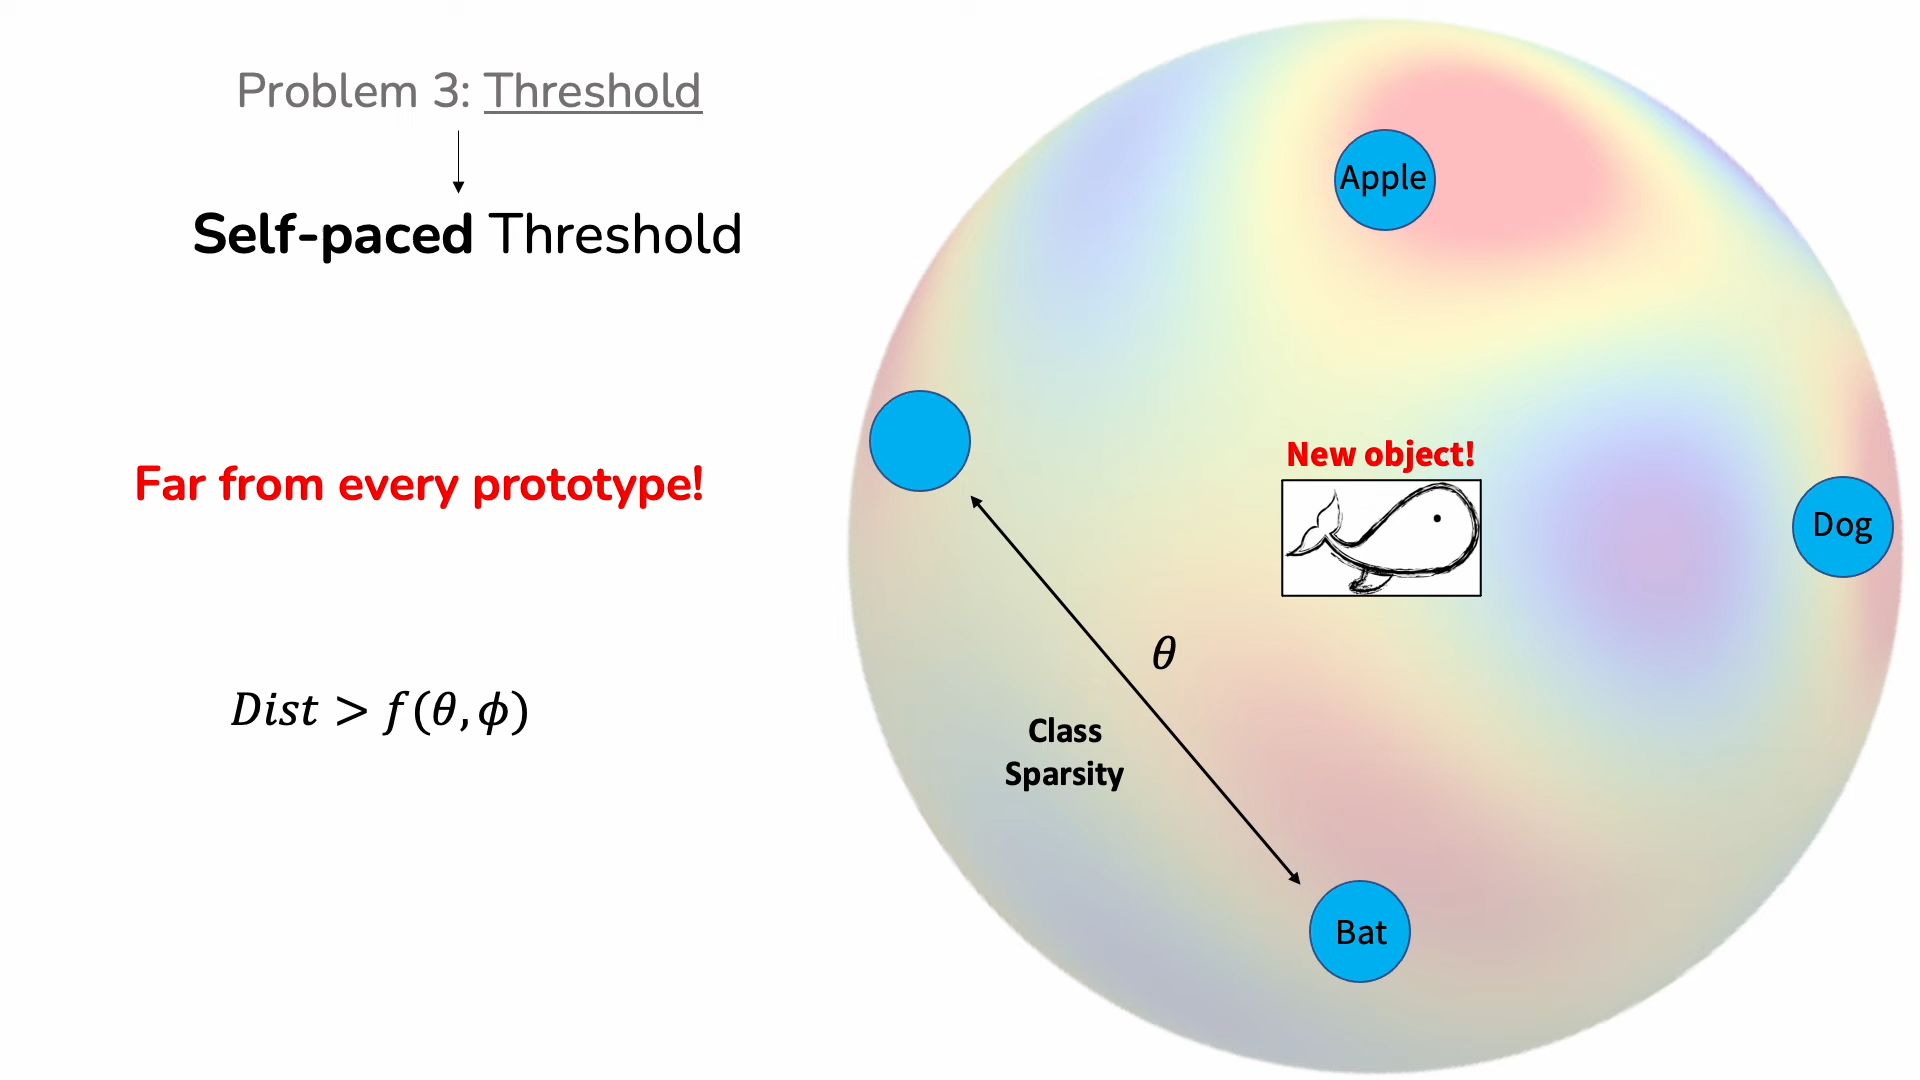 Problem 3: Threshold
Self-paced Threshold
Far from every prototype!
Dist > f(θ, ϕ)
Apple
New object!
Dog
θ
Class
Sparsity
Bat